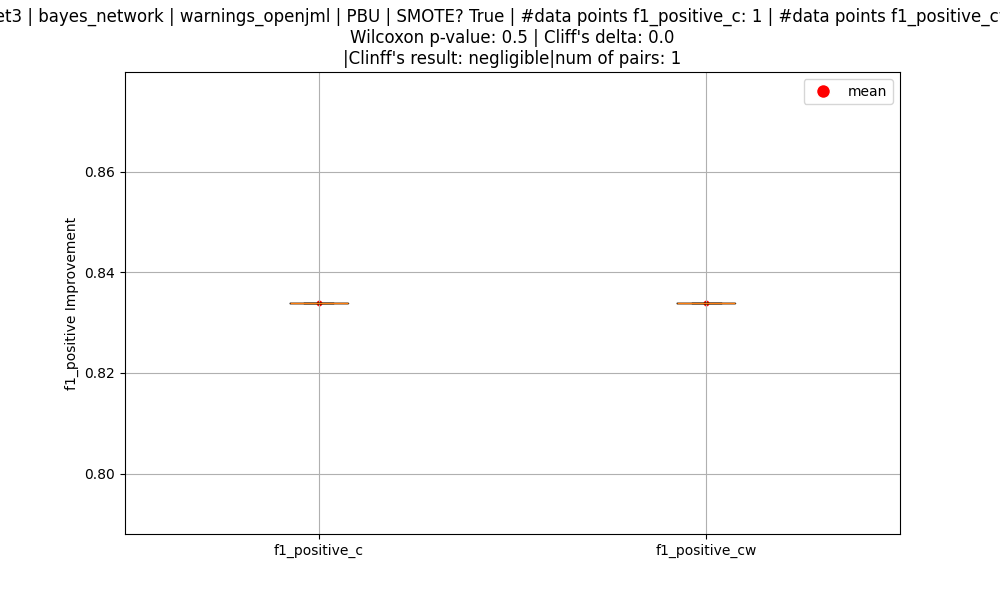 et3 | bayes_network | warnings_openjml | PBU | SMOTE? True | #data points f1_positive_c: 1 | #data points f1_positive_c
Wilcoxon p-value: 0.5 | Cliff's delta: 0.0
|Clinff's result: negligible|num of pairs: 1
mean
0.86
0.84
0.82
0.80
f1_positive Improvement
f1_positive_c
f1_positive_cw